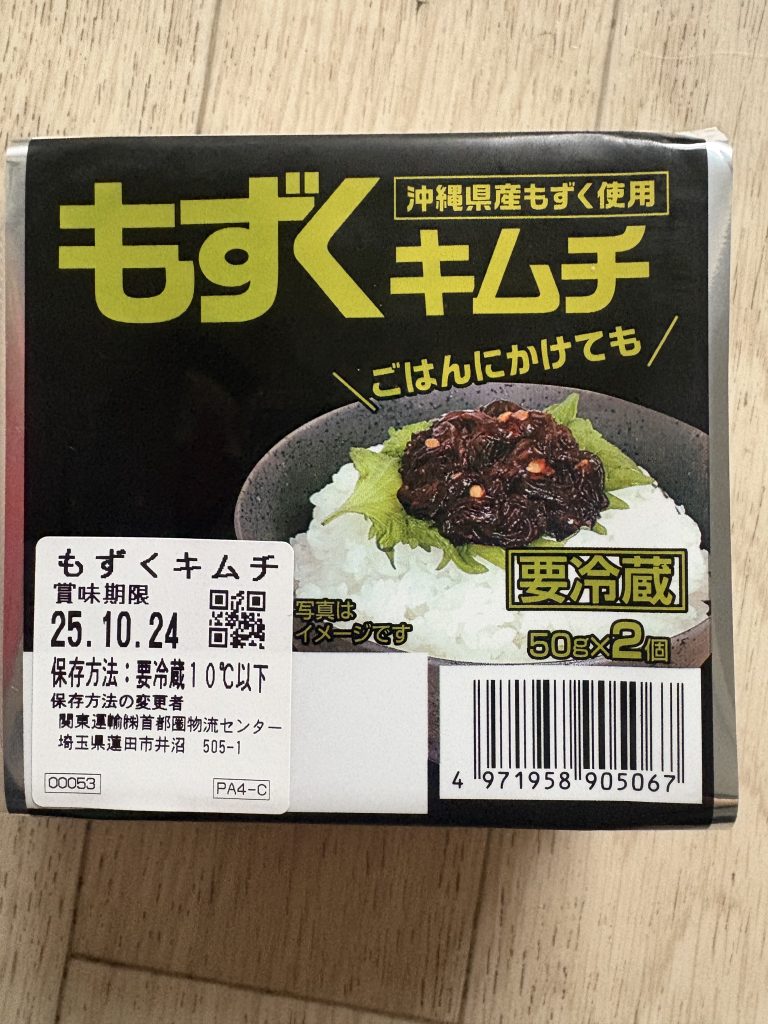 沖縄県産もずく使用
もずく
キムチ
ごはんにかけても
要冷蔵
50g×2個
写真は
イメージです
もずくキムチ
賞味期限
25.10.24
保存方法:要冷蔵10℃以下
保存方法の変更者
関東運輸㈱首都圏物流センター
埼玉県蓮田市井沼 505-1
00053
PA4-C
4 971958 905067